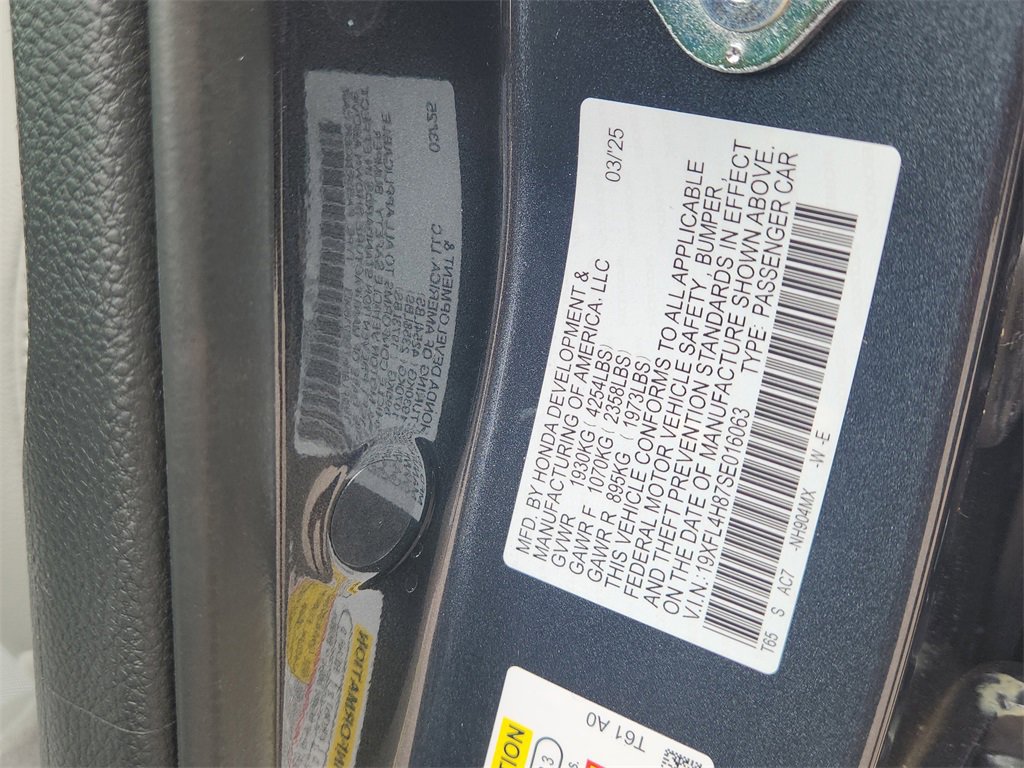 MFD. BY HONDA DEVELOPMENT &
MANUFACTURING OF AMERICA. LLC 03/'25
GVWR 1930KG ( 4254LBS)
GAWR F 1070KG ( 2358LBS)
GAWR R 895KG ( 1973LBS)
THIS VEHICLE CONFORMS TO ALL APPLICABLE
FEDERAL MOTOR VEHICLE SAFETY, BUMPER
AND THEFT PREVENTION STANDARDS IN EFFECT
ON THE DATE OF MANUFACTURE SHOWN ABOVE.
V.I.N:19XFL4H87SE016063 TYPE: PASSENGER CAR
T65 S AC7 -NH904MX -W -E
T61 A0